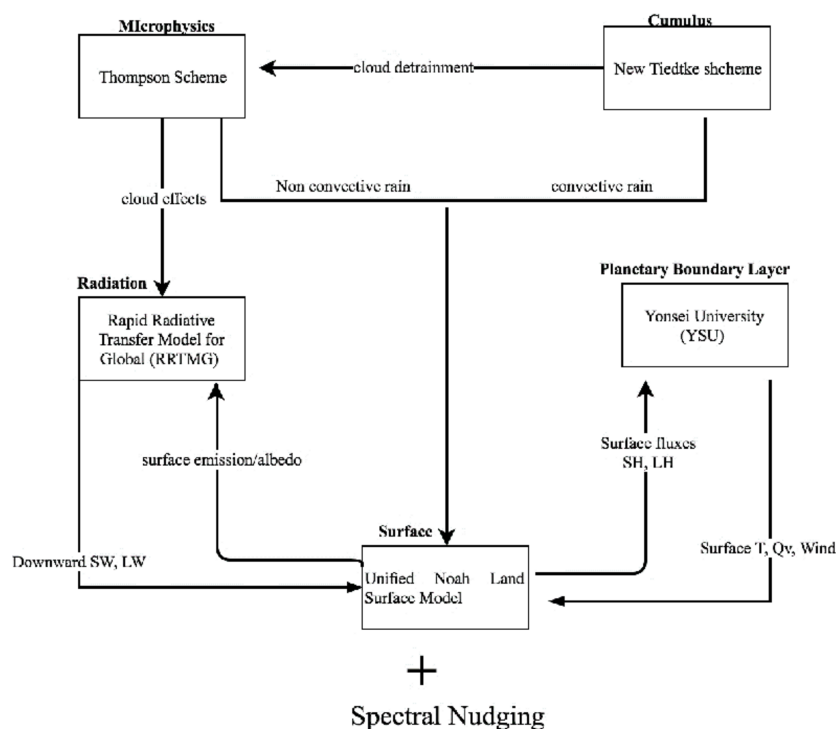 MIcrophysics
Cumulus
Thompson Scheme
cloud detrainment
New Tiedtke shcheme
Non convective rain
convective rain
cloud effects
Radiation
Planetary Boundary Layer
Rapid Radiative
Transfer Model for
Global (RRTMG)
Yonsei University
(YSU)
surface emission/albedo
Surface fluxes
SH, LH
Surface
Downward SW, LW
Surface T, Qv, Wind
Unified Noah Land
Surface Model
+
Spectral Nudging